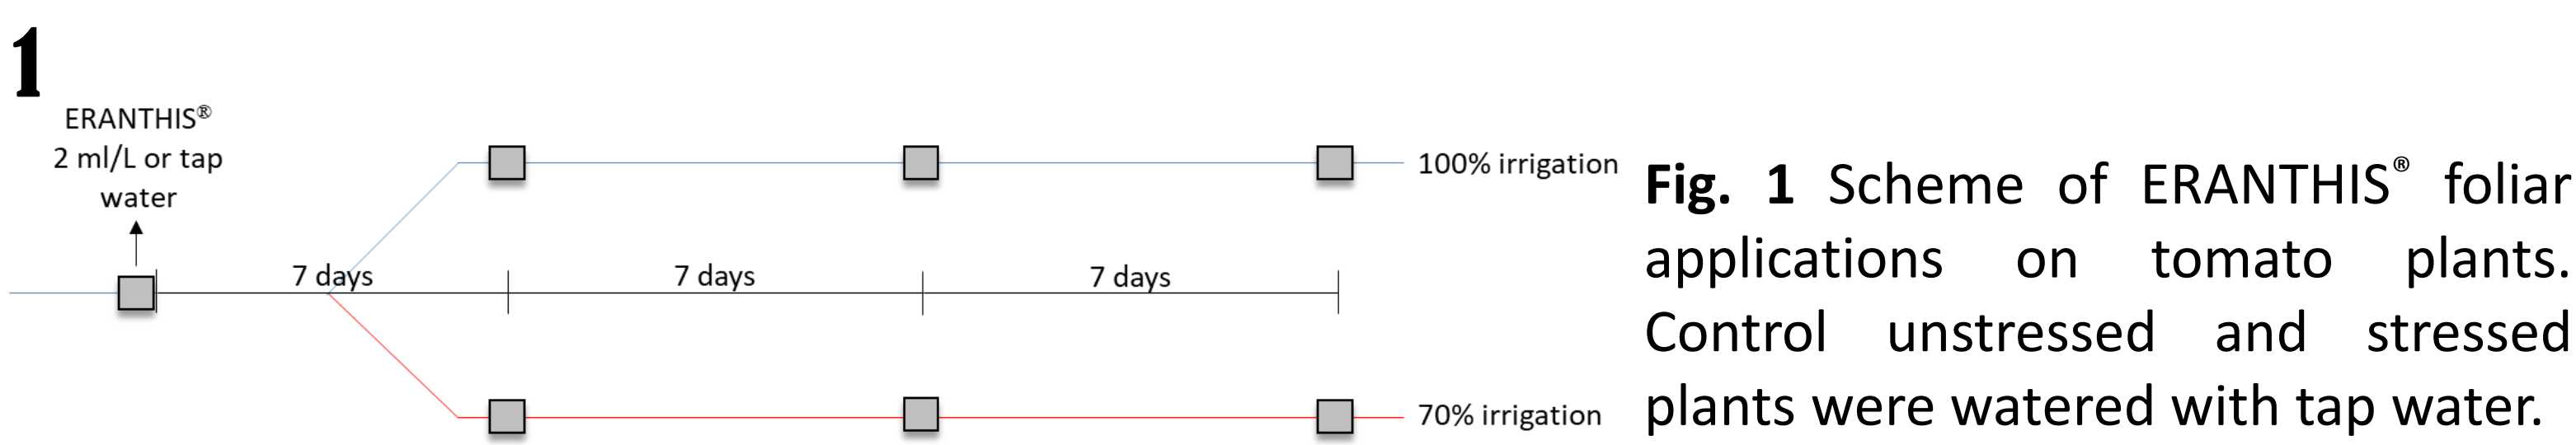 1
ERANTHIS®
2 ml/L or tap
water
7 days
7 days
7 days
100% irrigation
70% irrigation
Fig. 1 Scheme of ERANTHIS® foliar
applications on tomato plants.
Control unstressed and stressed
plants were watered with tap water.